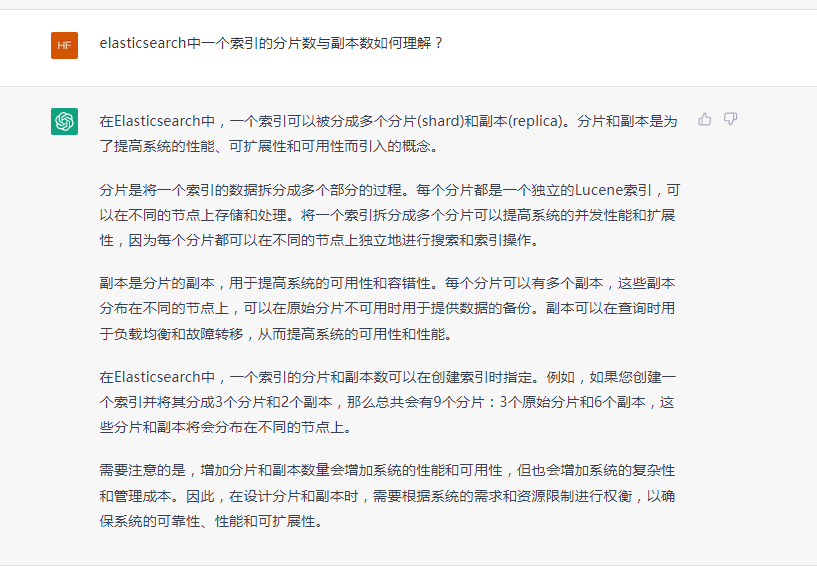 HF
elasticsearch中一个索引的分片数与副本数如何理解？
在Elasticsearch中，一个索引可以被分成多个分片(shard)和副本(replica)。分片和副本是为
了提高系统的性能、可扩展性和可用性而引入的概念。
分片是将一个索引的数据拆分成多个部分的过程。每个分片都是一个独立的Lucene索引，可
以在不同的节点上存储和处理。将一个索引拆分成多个分片可以提高系统的并发性能和扩展
性，因为每个分片都可以在不同的节点上独立地进行搜索和索引操作。
副本是分片的副本，用于提高系统的可用性和容错性。每个分片可以有多个副本，这些副本
分布在不同的节点上，可以在原始分片不可用时用于提供数据的备份。副本可以在查询时用
于负载均衡和故障转移，从而提高系统的可用性和性能。
在Elasticsearch中，一个索引的分片和副本数可以在创建索引时指定。例如，如果您创建一
个索引并将其分成3个分片和2个副本，那么总共会有9个分片：3个原始分片和6个副本，这
些分片和副本将会分布在不同的节点上。
需要注意的是，增加分片和副本数量会增加系统的性能和可用性，但也会增加系统的复杂性
和管理成本。因此，在设计分片和副本时，需要根据系统的需求和资源限制进行权衡，以确
保系统的可靠性、性能和可扩展性。